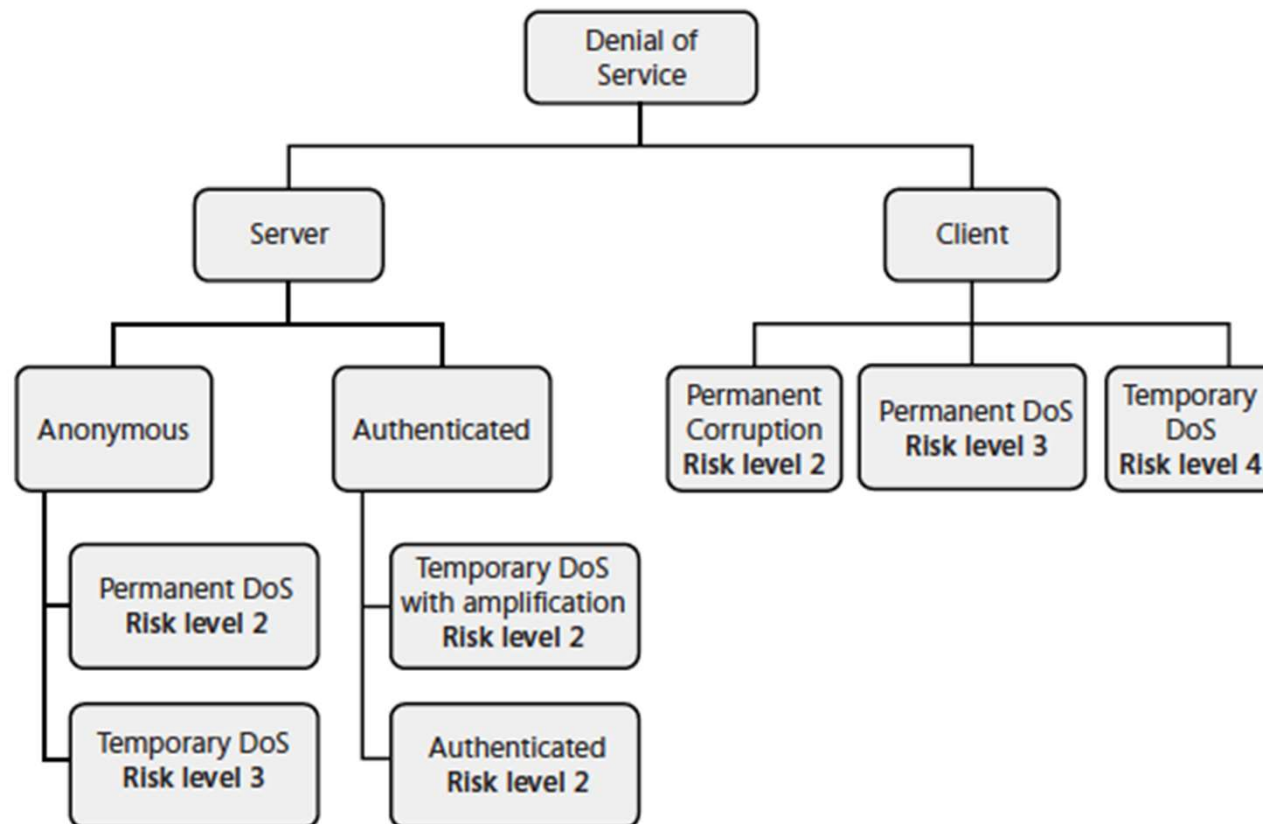 Denial of
Service
Server
Client
Anonymous
Authenticated
Permanent
Corruption
Risk level 2
Permanent DoS
Risk level 3
Temporary
DoS
Risk level 4
Permanent DoS
Risk level 2
Temporary DoS
with amplification
Risk level 2
Temporary DoS
Risk level 3
Authenticated
Risk level 2